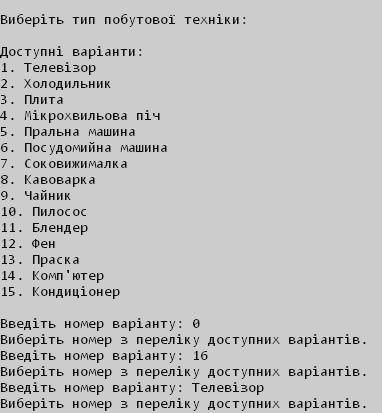 Виберіть тип побутової техніки:
Доступні варіанти:
1. Телевізор
2. Холодильник
3. Плита
4. Мікрохвильова піч
5. Пральна машина
6. Посудомийна машина
7. Соковижималка
8. Кавоварка
9. Чайник
10. Пилосос
11. Блендер
12. Фен
13. Праска
14. Комп'ютер
15. Кондиціонер
Введіть номер варіанту: 0
Виберіть номер з переліку доступних варіантів.
Введіть номер варіанту: 16
Виберіть номер з переліку доступних варіантів.
Введіть номер варіанту: Телевізор
Виберіть номер з переліку доступних варіантів.